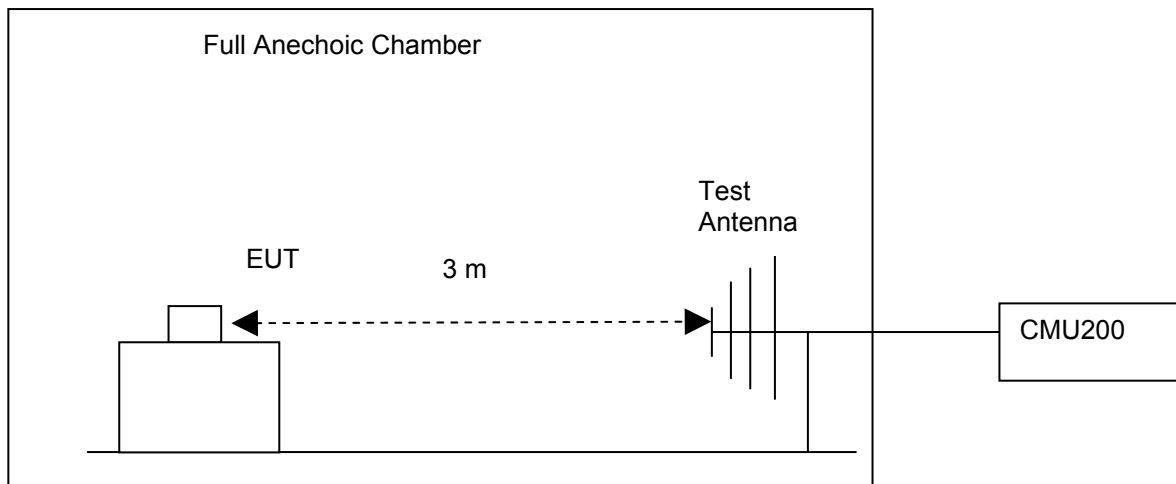 Full Anechoic Chamber
Test
Antenna
EUT
3 m
CMU200